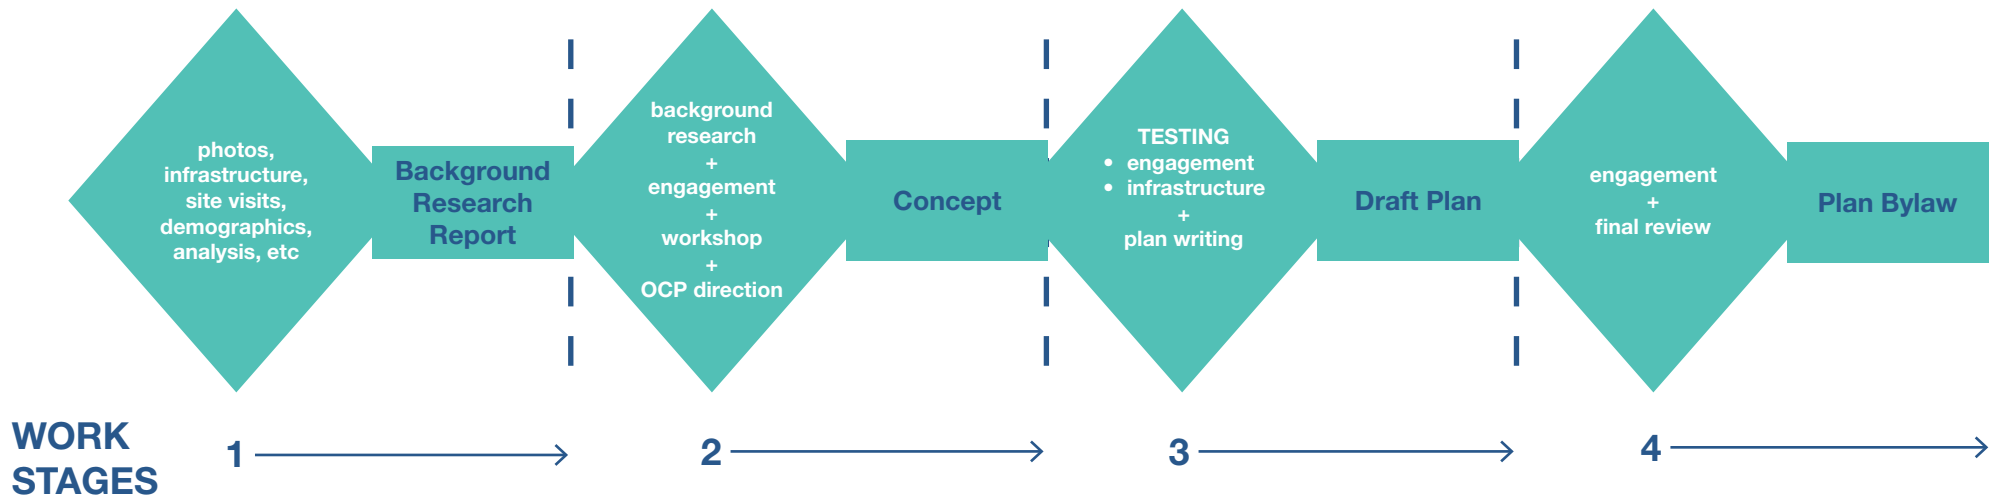 photos,
infrastructure,
site visits,
demographics,
analysis, etc
Background
Research
Report
background
research
+
engagement
+
workshop
+
OCP direction
Concept
TESTING
• engagement
• infrastructure
+
plan writing
Draft Plan
engagement
+
final review
Plan Bylaw
WORK
STAGES
1
2
3
4